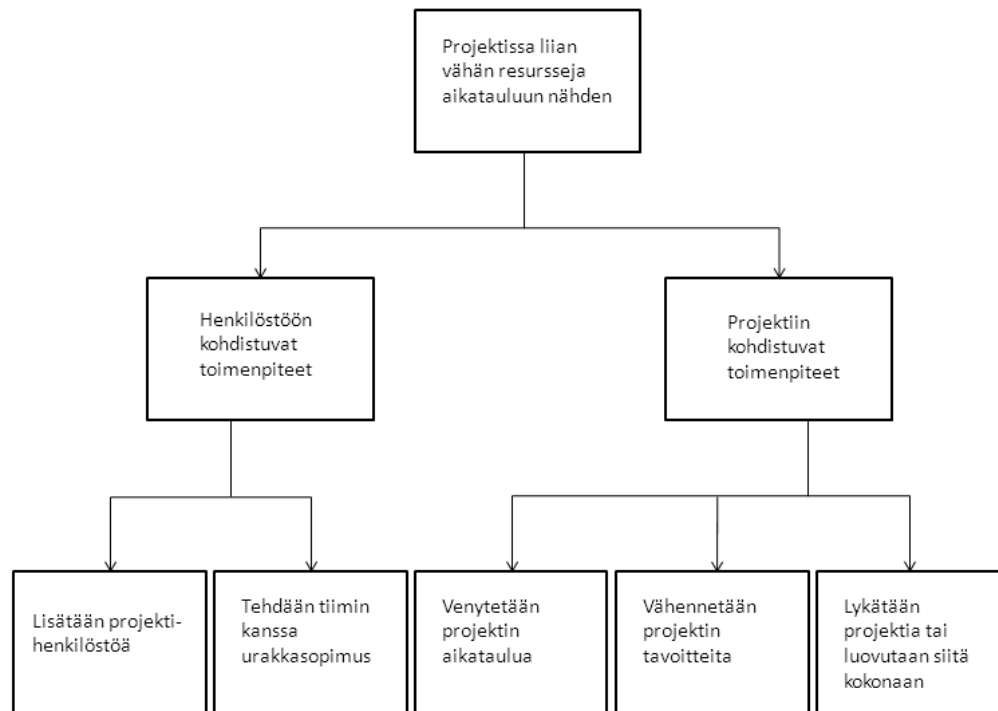 Projektissa liian
vähän resursseja
aikatauluun nähden
Henkilöstöön
kohdistuvat
toimenpiteet
Projektiin
kohdistuvat
toimenpiteet
Lisätään projekti-
henkilöstöä
Tehdään tiimin
kanssa
urakkasopimus
Venytetään
projektin
aikataulua
Vähennetään
projektin
tavoitteita
Lykätään
projektia tai
luovutaan siitä
kokonaan